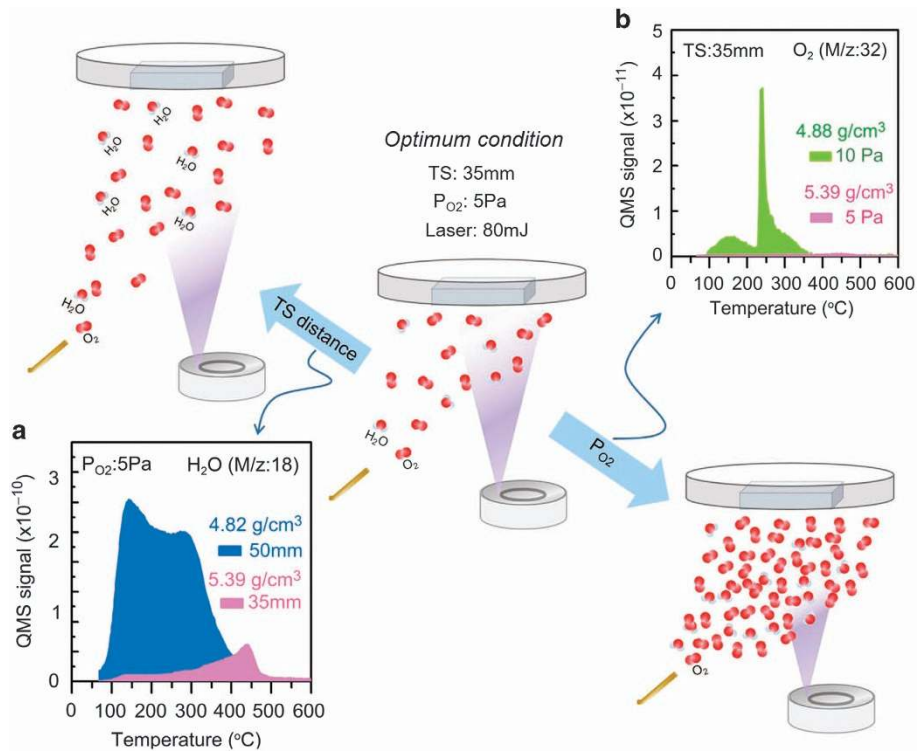 H₂O
H₂O
H₂O
H₂O
H₂O
H₂O
H₂O
O₂
TS distance
Optimum condition
TS: 35mm
P_O2: 5Pa
Laser: 80mJ
H₂O
O₂
P_O2
b
TS:35mm
O₂ (M/z:32)
QMS signal (x10⁻¹¹)
5
4
3
2
1
0
4.88 g/cm³
10 Pa
5.39 g/cm³
5 Pa
0 100 200 300 400 500 600
Temperature (°C)
a
P_O2:5Pa
H₂O (M/z:18)
QMS signal (x10⁻¹⁰)
3
2
1
0
4.82 g/cm³
50mm
5.39 g/cm³
35mm
0 100 200 300 400 500 600
Temperature (°C)
O₂